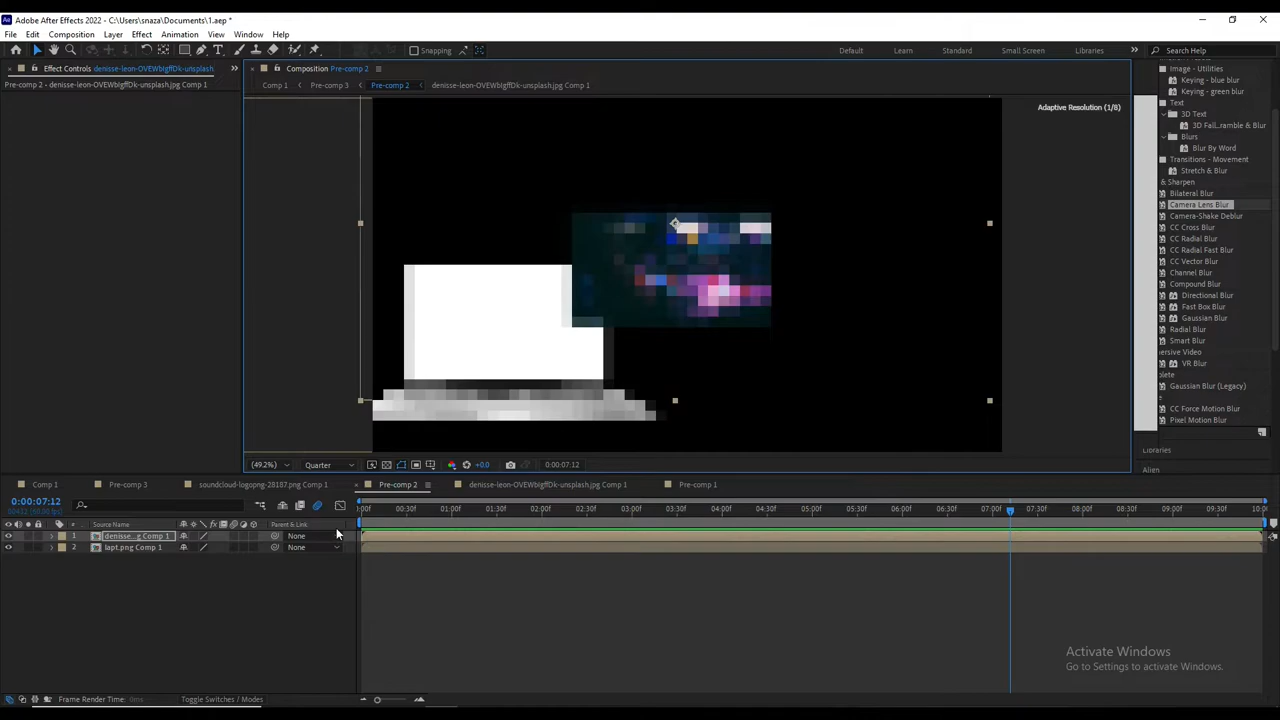 Adobe After Effects 2022 - C:\Users\snaza\Documents\1.aep *
File Edit Composition Layer Effect Animation View Window Help
Snapping Default Learn Standard Small Screen Libraries Search Help
Effect Controls denisse-leon-OVEWbIgffDk-unsplash
Pre-comp 2 - denisse-leon-OVEWbIgffDk-unsplash.jpg Comp 1
Composition Pre-comp 2
Comp 1 Pre-comp 3 Pre-comp 2 denisse-leon-OVEWbIgffDk-unsplash.jpg Comp 1
Adaptive Resolution (1/8)
Image - Utilities
Keying - blue blur
Keying - green blur
Text
3D Text
3D Fall...ramble & Blur
Blurs
Blur By Word
Transitions - Movement
Stretch & Blur
& Sharpen
Bilateral Blur
Camera Lens Blur
Camera-Shake Deblur
CC Cross Blur
CC Radial Blur
CC Radial Fast Blur
CC Vector Blur
Channel Blur
Compound Blur
Directional Blur
Fast Box Blur
Gaussian Blur
Radial Blur
Smart Blur
ersive Video
VR Blur
olete
Gaussian Blur (Legacy)
e
CC Force Motion Blur
Pixel Motion Blur
Libraries
Align
(49.2%) Quarter +0.0 0:00:07:12
Comp 1 Pre-comp 3 soundcloud-logopng-28187.png Comp 1 Pre-comp 2 denisse-leon-OVEWbIgffDk-unsplash.jpg Comp 1 Pre-comp 1
0:00:07:12
0:00f 00:30f 01:00f 01:30f 02:00f 02:30f 03:00f 03:30f 04:00f 04:30f 05:00f 05:30f 06:00f 06:30f 07:00f 07:30f 08:00f 08:30f 09:00f 09:30f 10:00
# Source Name Parent & Link
1 denisse...g Comp 1 None
2 lapt.png Comp 1 None
Activate Windows
Go to Settings to activate Windows.
Frame Render Time: 0ms Toggle Switches / Modes